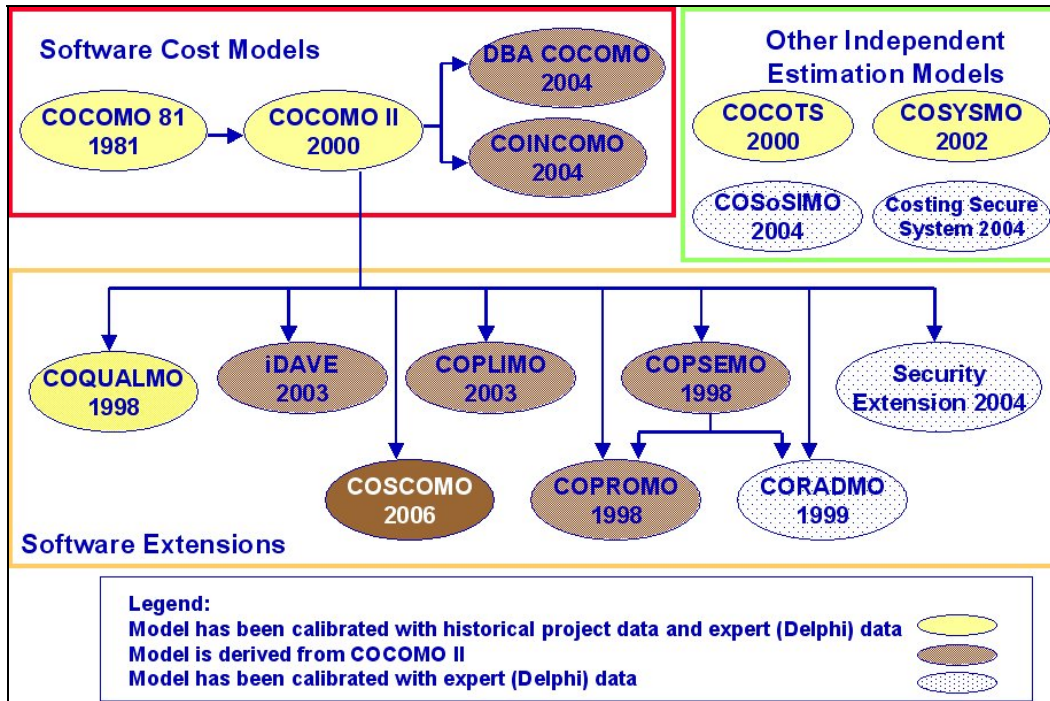 Software Cost Models
COCOMO 81
1981
COCOMO II
2000
DBA COCOMO
2004
COINCOMO
2004
Other Independent
Estimation Models
COCOTS
2000
COSYSMO
2002
COSoSIMO
2004
Costing Secure
System 2004
COQUALMO
1998
iDAVE
2003
COPLIMO
2003
COPSEMO
1998
Security
Extension 2004
COSCOMO
2006
COPROMO
1998
CORADMO
1999
Software Extensions
Legend:
Model has been calibrated with historical project data and expert (Delphi) data
Model is derived from COCOMO II
Model has been calibrated with expert (Delphi) data